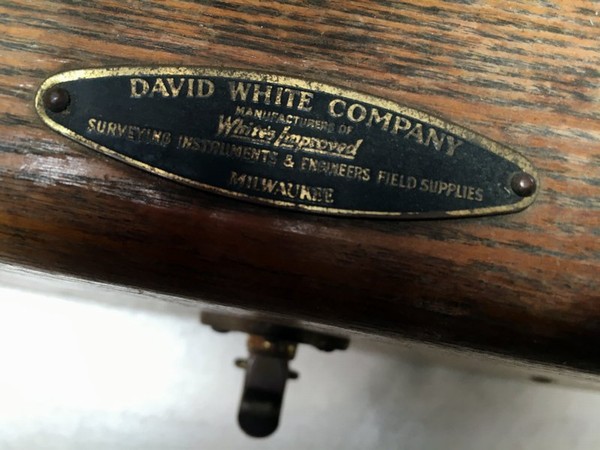 DAVID WHITE COMPANY
MANUFACTURERS OF
White's Improved
SURVEYING INSTRUMENTS & ENGINEERS FIELD SUPPLIES
MILWAUKEE